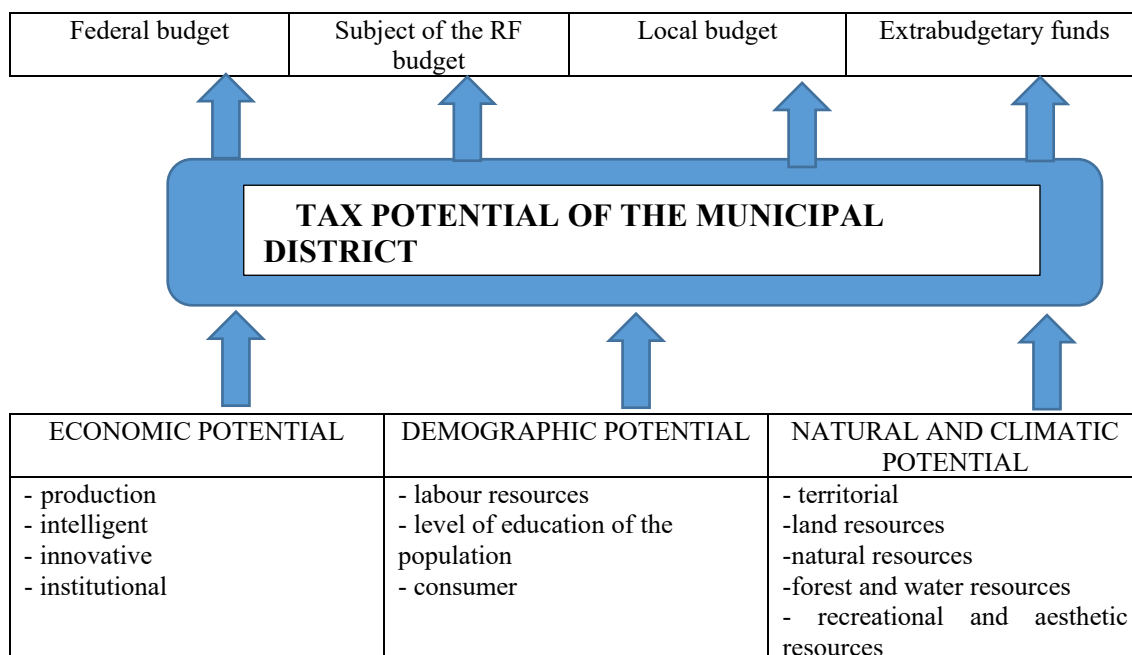 Federal budget
Subject of the RF
budget
Local budget
Extrabudgetary funds
TAX POTENTIAL OF THE MUNICIPAL
DISTRICT
ECONOMIC POTENTIAL
DEMOGRAPHIC POTENTIAL
NATURAL AND CLIMATIC
POTENTIAL
- production
- intelligent
- innovative
- institutional
- labour resources
- level of education of the
population
- consumer
- territorial
-land resources
-natural resources
-forest and water resources
- recreational and aesthetic
resources